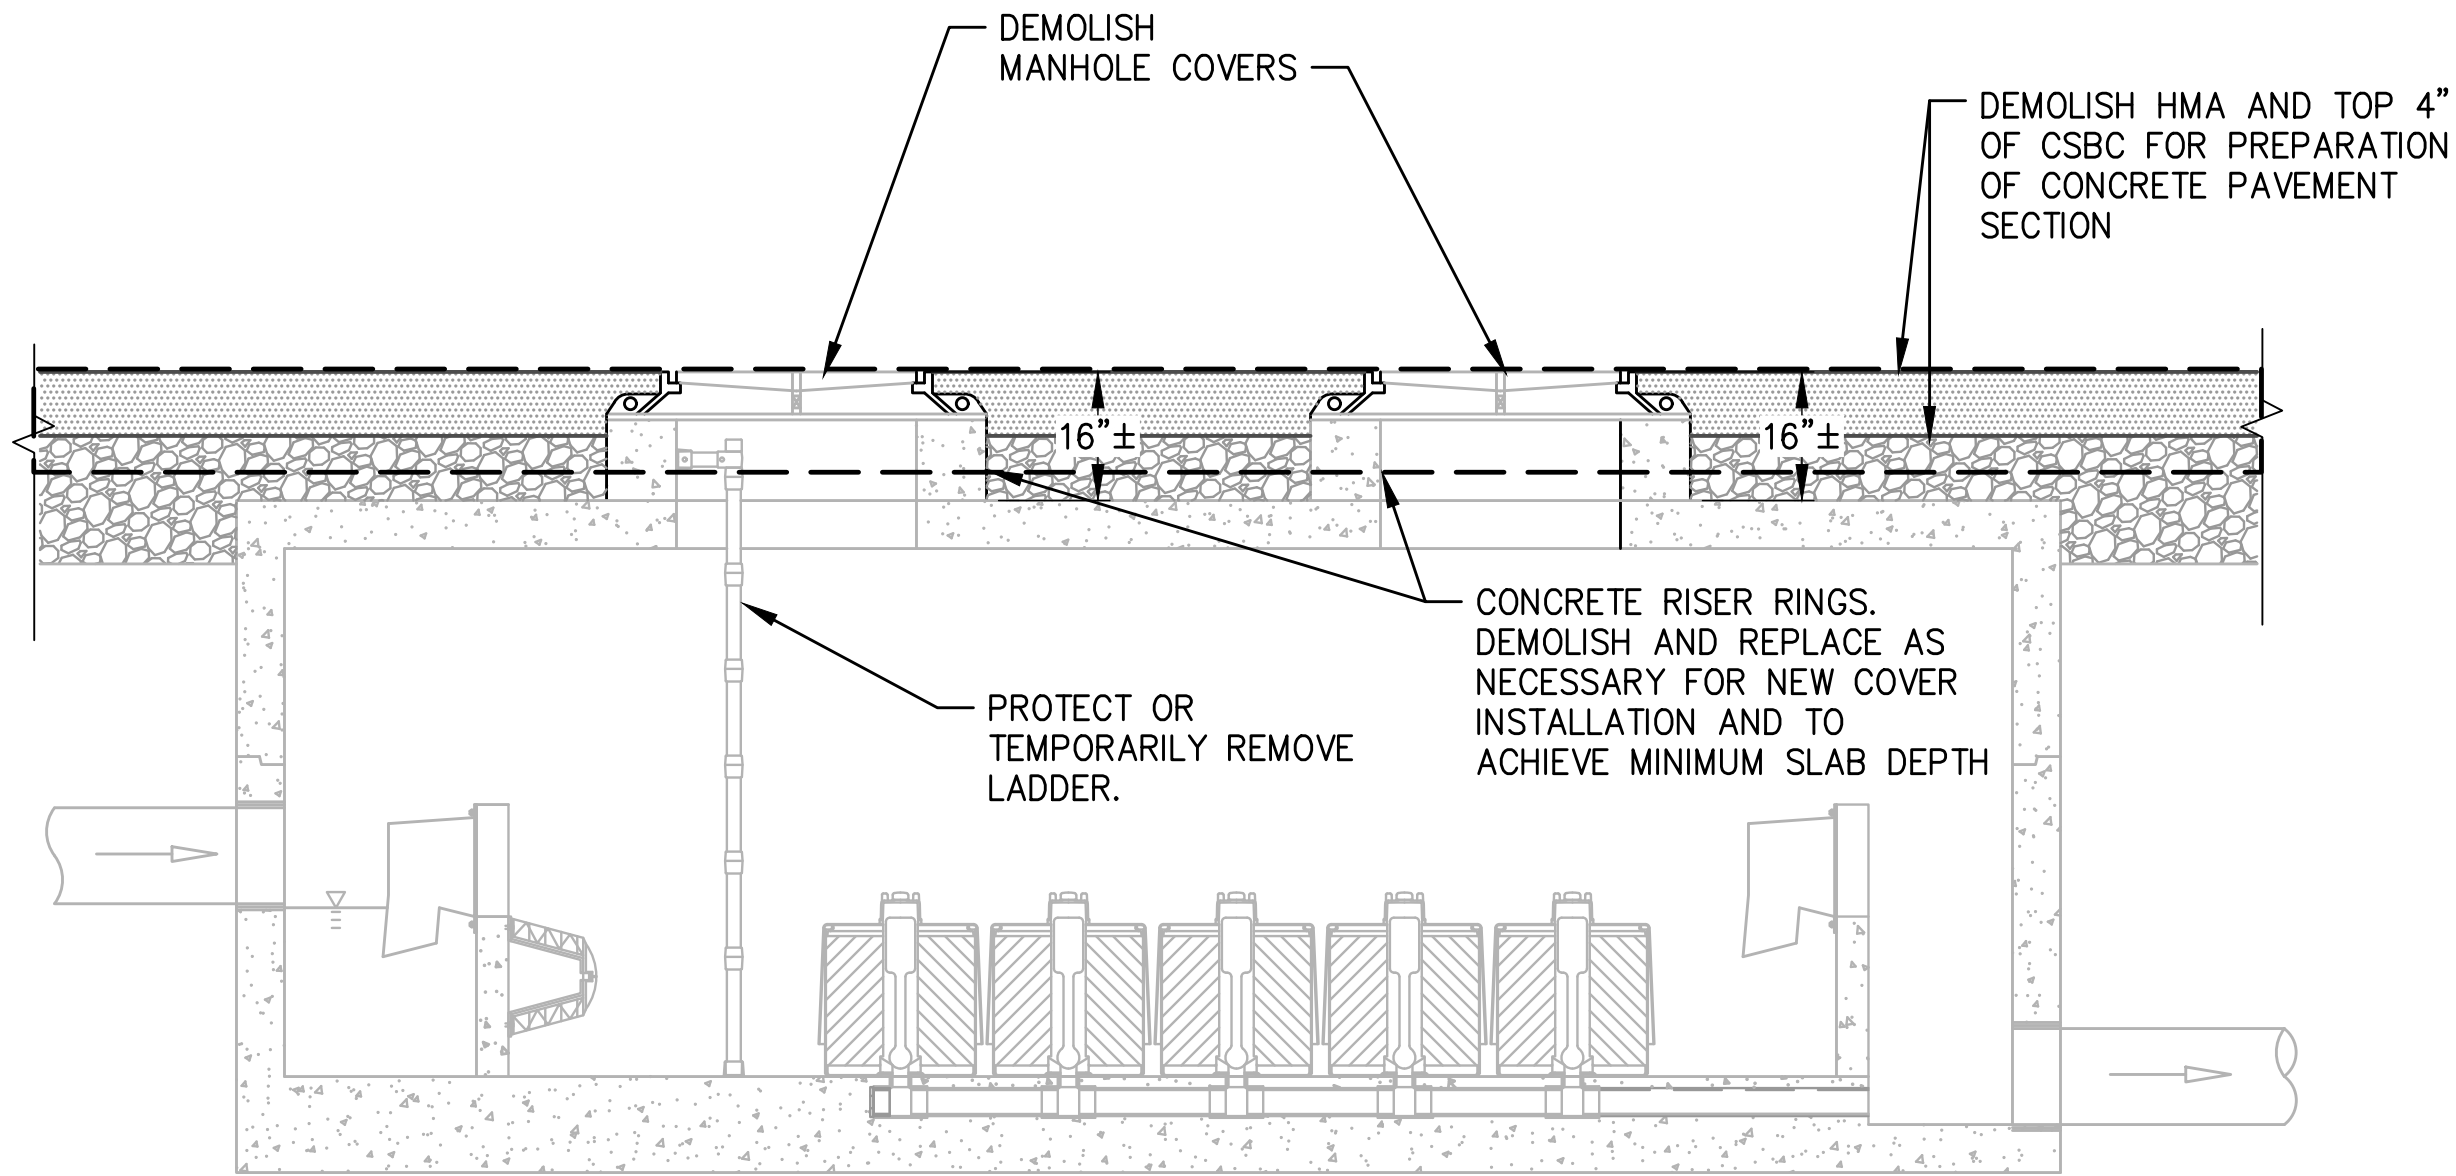 DEMOLISH
MANHOLE COVERS
DEMOLISH HMA AND TOP 4"
OF CSBC FOR PREPARATION
OF CONCRETE PAVEMENT
SECTION
16"±
16"±
CONCRETE RISER RINGS.
DEMOLISH AND REPLACE AS
NECESSARY FOR NEW COVER
INSTALLATION AND TO
ACHIEVE MINIMUM SLAB DEPTH
PROTECT OR
TEMPORARILY REMOVE
LADDER.